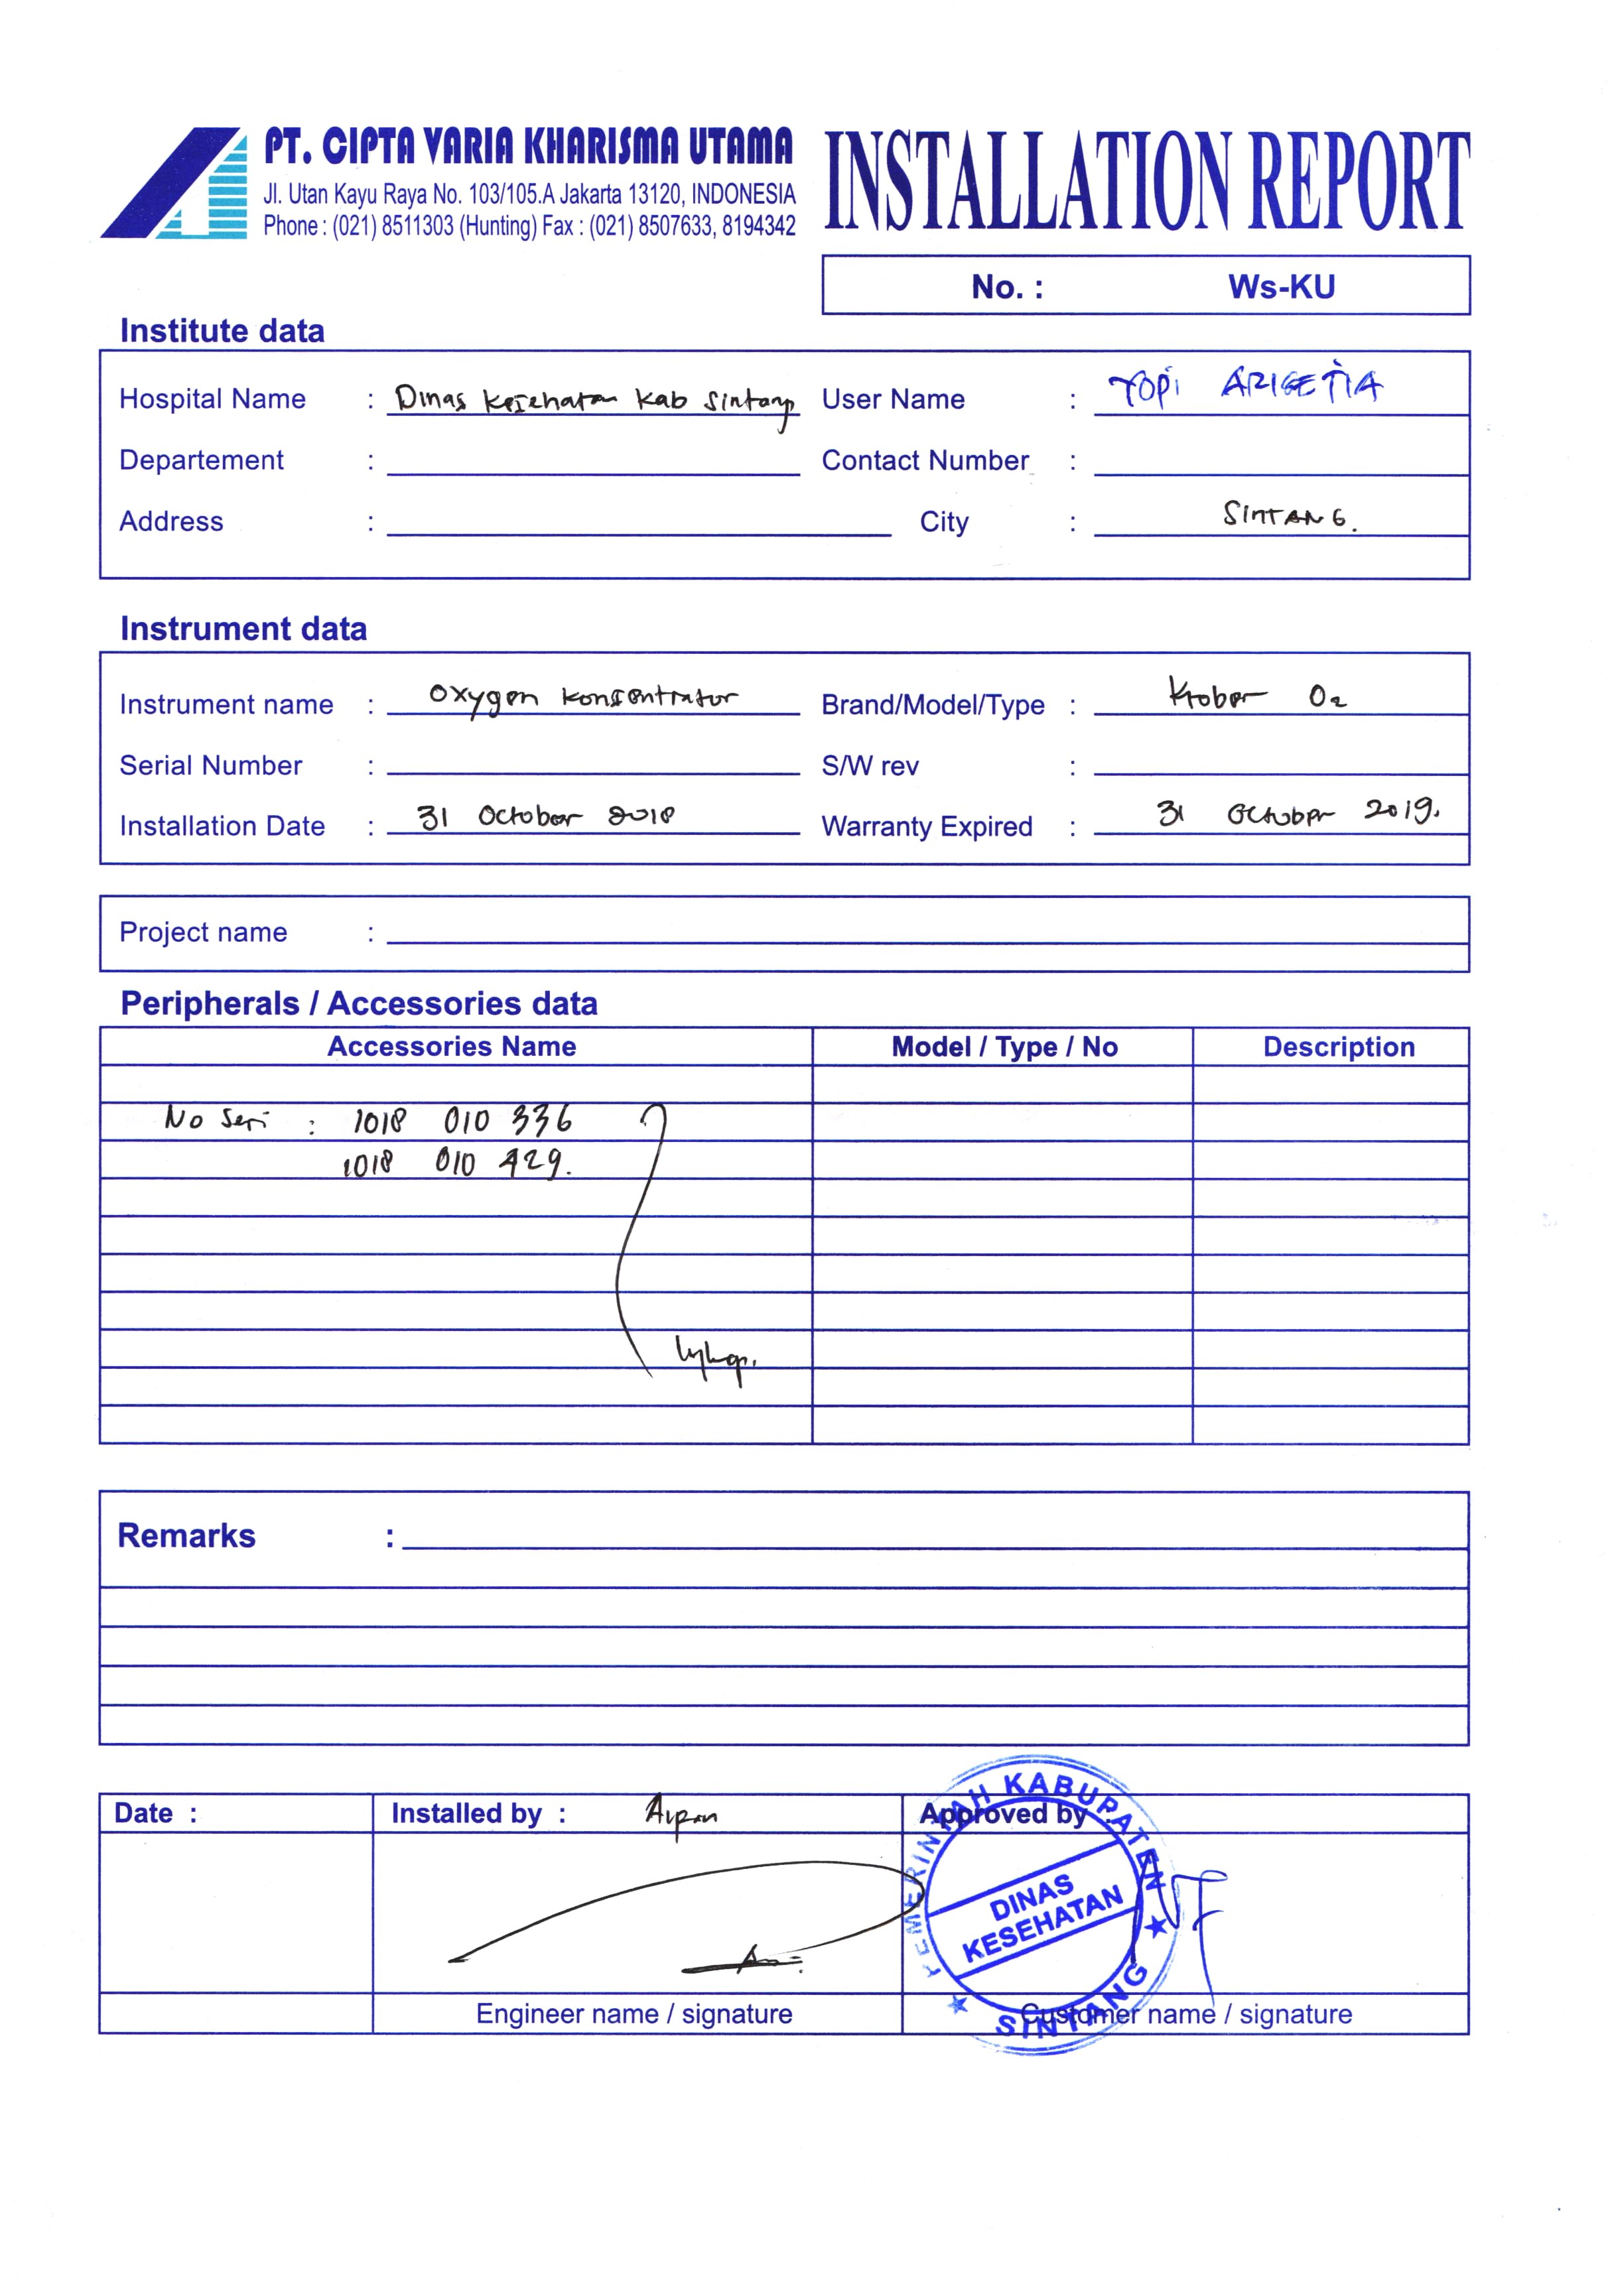 PT. CIPTA VARIA KHARISMA UTAMA
Jl. Utan Kayu Raya No. 103/105.A Jakarta 13120, INDONESIA
Phone : (021) 8511303 (Hunting) Fax : (021) 8507633, 8194342
INSTALLATION REPORT
No. : Ws-KU
Institute data
Hospital Name : Dinas Kesehatan Kab Sintang User Name : YOPi ARIGETIA
Departement : Contact Number :
Address : City : SINTANG.
Instrument data
Instrument name : Oxygen Konsentrator Brand/Model/Type : Krober O2
Serial Number : S/W rev :
Installation Date : 31 October 2018 Warranty Expired : 31 October 2019.
Project name :
Peripherals / Accessories data
Accessories Name Model / Type / No Description
No Seri : 1018 010 336
1018 010 429.
Remarks :
Date : Installed by : Arpan Approved by
PEMERINTAH KABUPATEN
DINAS
KESEHATAN
SINTANG
Engineer name / signature Customer name / signature